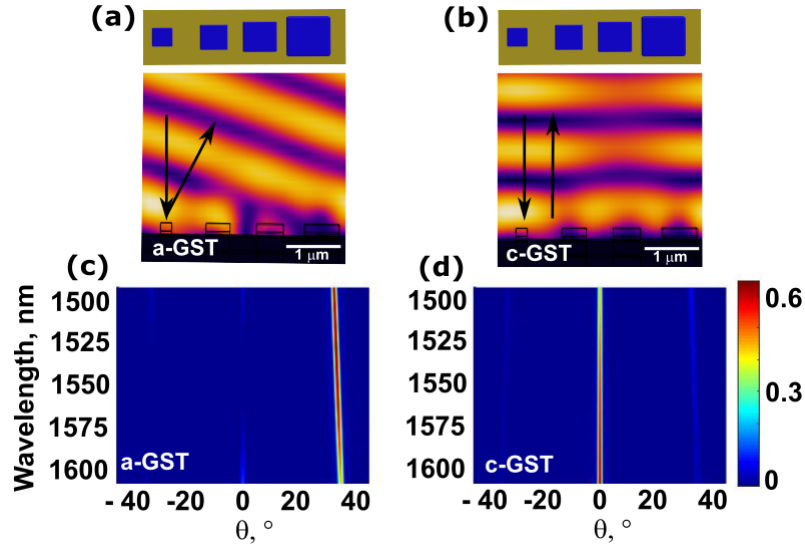 (a)
(b)
a-GST
1 μm
c-GST
1 μm
(c)
(d)
Wavelength, nm
1500
1525
1550
1575
1600
a-GST
- 40
- 20
0
20
40
θ, °
1500
1525
1550
1575
1600
c-GST
- 40
- 20
0
20
40
θ, °
0.6
0.3
0